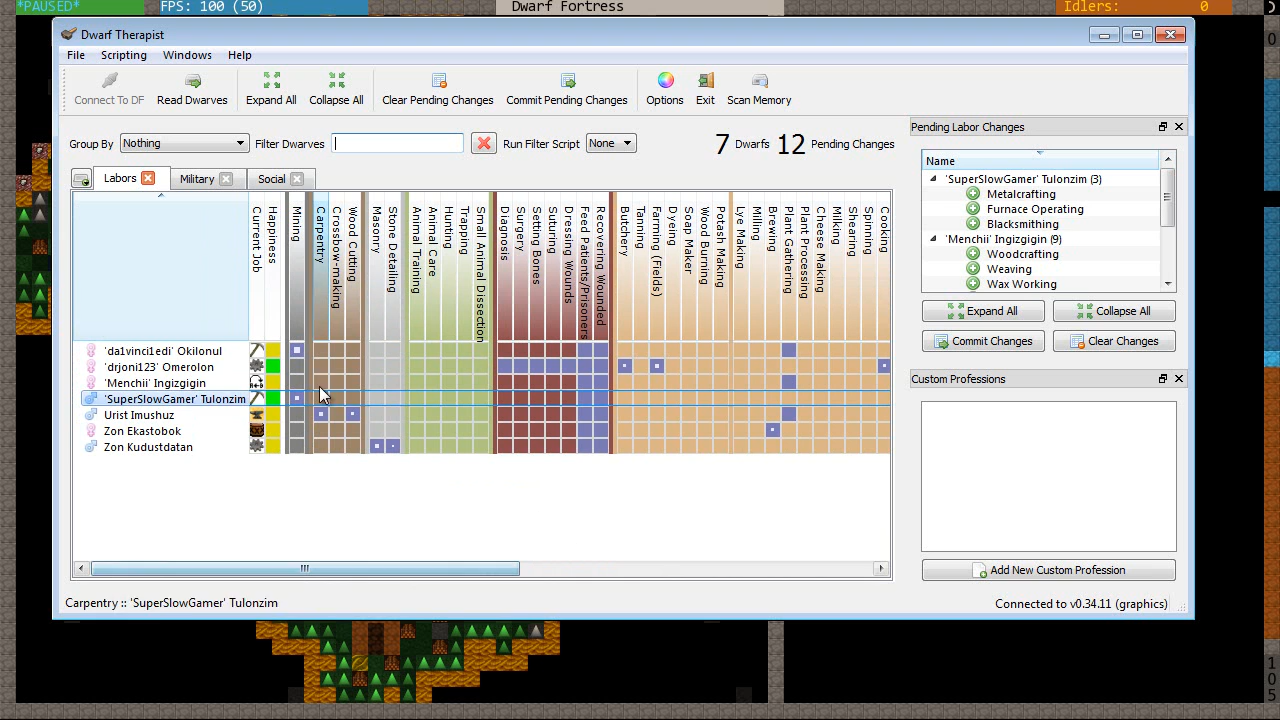 *PAUSED*
FPS: 100 (50)
Dwarf Fortress
Idlers: 0
Dwarf Therapist
File Scripting Windows Help
Connect To DF
Read Dwarves
Expand All
Collapse All
Clear Pending Changes
Commit Pending Changes
Options
Scan Memory
Group By Nothing
Filter Dwarves
Run Filter Script
None
7 Dwarfs 12 Pending Changes
Labors
Military
Social
Current Job
Happiness
Mining
Carpentry
Crossbow-making
Wood Cutting
Masonry
Stone Detailing
Animal Training
Animal Care
Hunting
Trapping
Small Animal Dissection
Diagnosis
Surgery
Setting Bones
Suturing
Dressing Wounds
Feed Patients/Prisoners
Recovering Wounded
Butchery
Tanning
Farming (Fields)
Dyeing
Soap Maker
Wood Burning
Potash Making
Lye Making
Milling
Brewing
Plant Gathering
Plant Processing
Cheese Making
Milking
Shearing
Spinning
Cooking
'da1vinci1edi' Okilonul
'drjoni123' Omerolon
'Menchii' Ingizgigin
'SuperSlowGamer' Tulonzim
Urist Imushuz
Zon Ekastobok
Zon Kudustdatan
Pending Labor Changes
Name
'SuperSlowGamer' Tulonzim (3)
Metalcrafting
Furnace Operating
Blacksmithing
'Menchii' Ingizgigin (9)
Woodcrafting
Weaving
Wax Working
Expand All
Collapse All
Commit Changes
Clear Changes
Custom Professions
Add New Custom Profession
Carpentry :: 'SuperSlowGamer' Tulonzim
Connected to v0.34.11 (graphics)
105